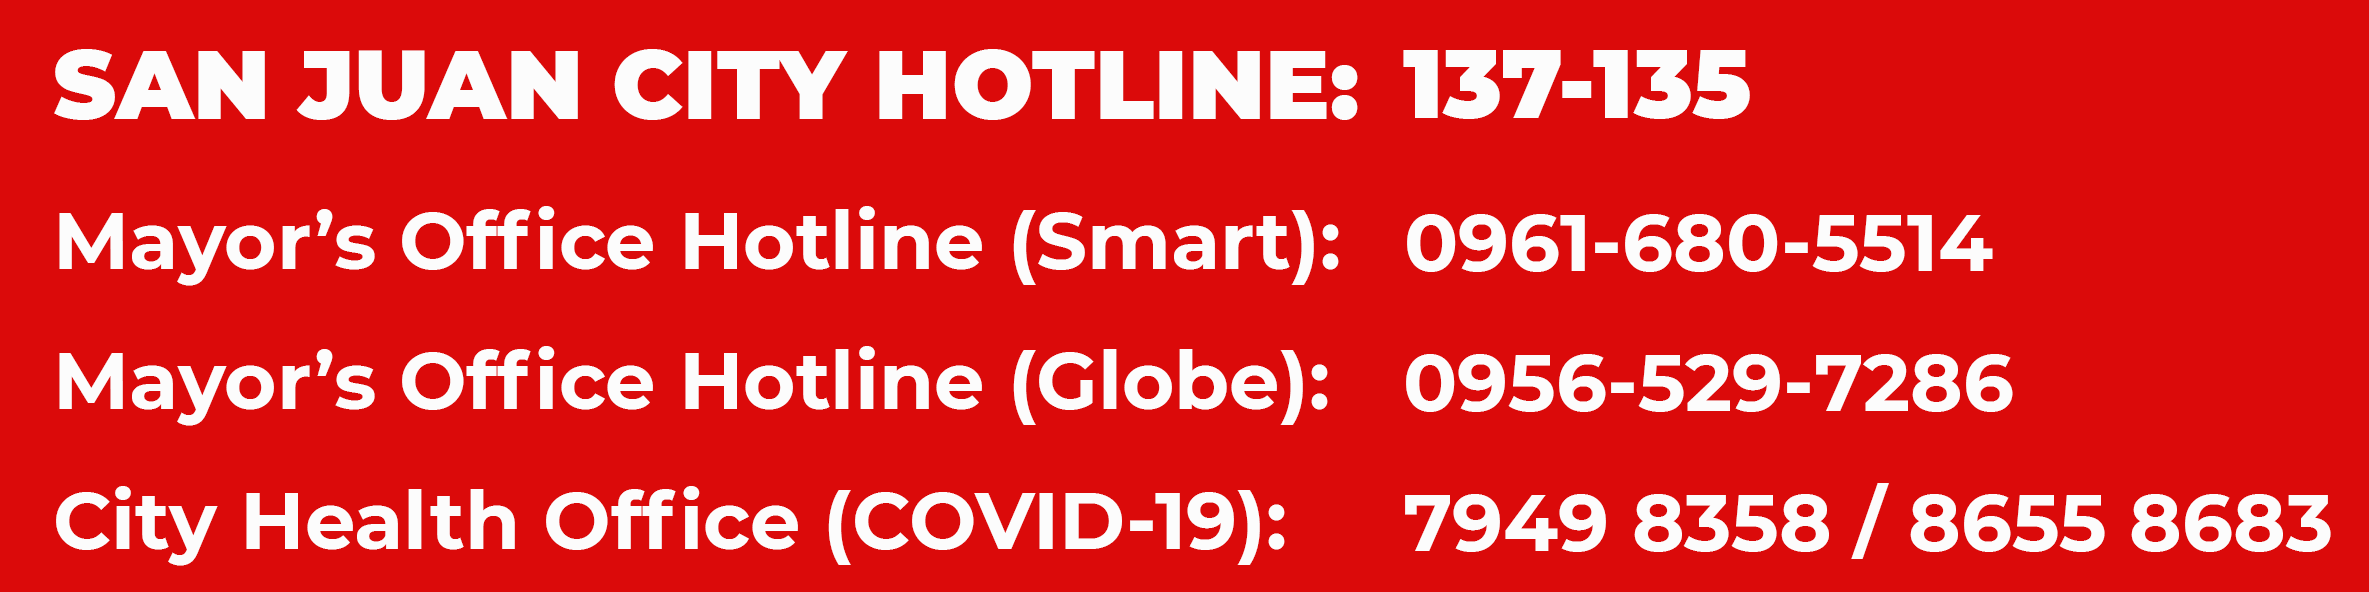 SAN JUAN CITY HOTLINE: 137-135
Mayor’s Office Hotline (Smart): 0961-680-5514
Mayor’s Office Hotline (Globe): 0956-529-7286
City Health Office (COVID-19): 7949 8358 / 8655 8683